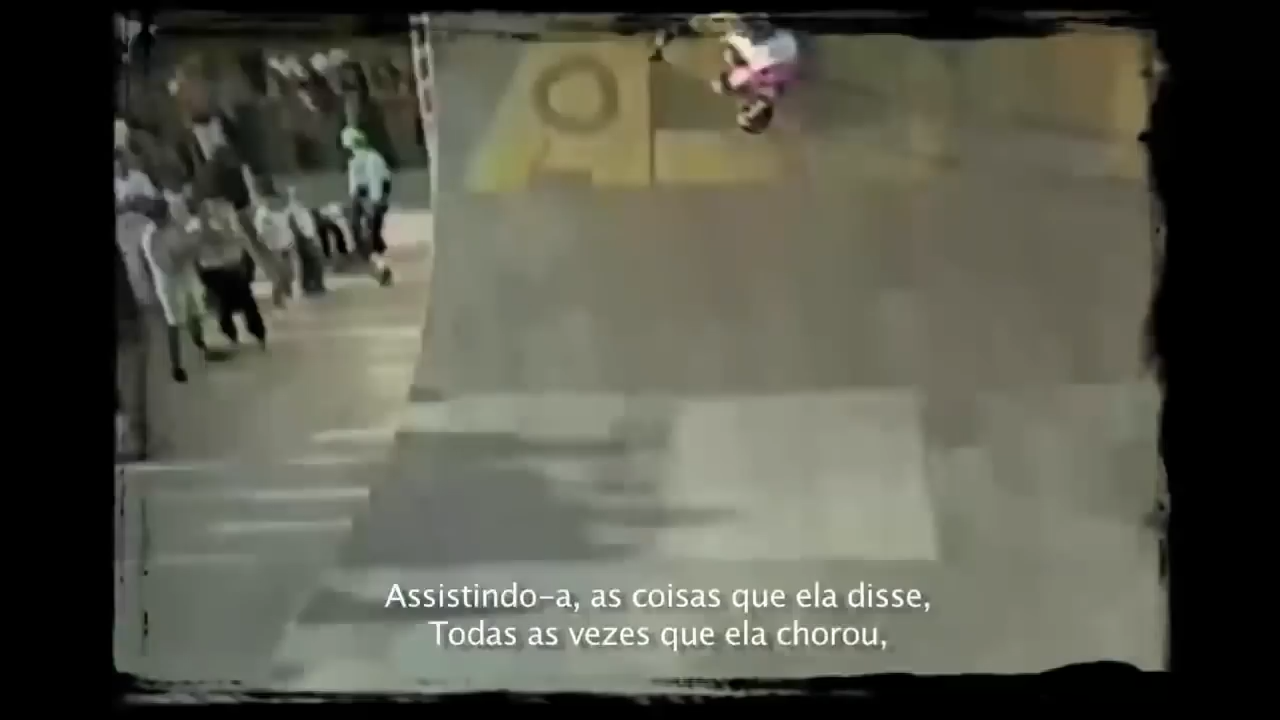 Assistindo-a, as coisas que ela disse,
Todas as vezes que ela chorou,